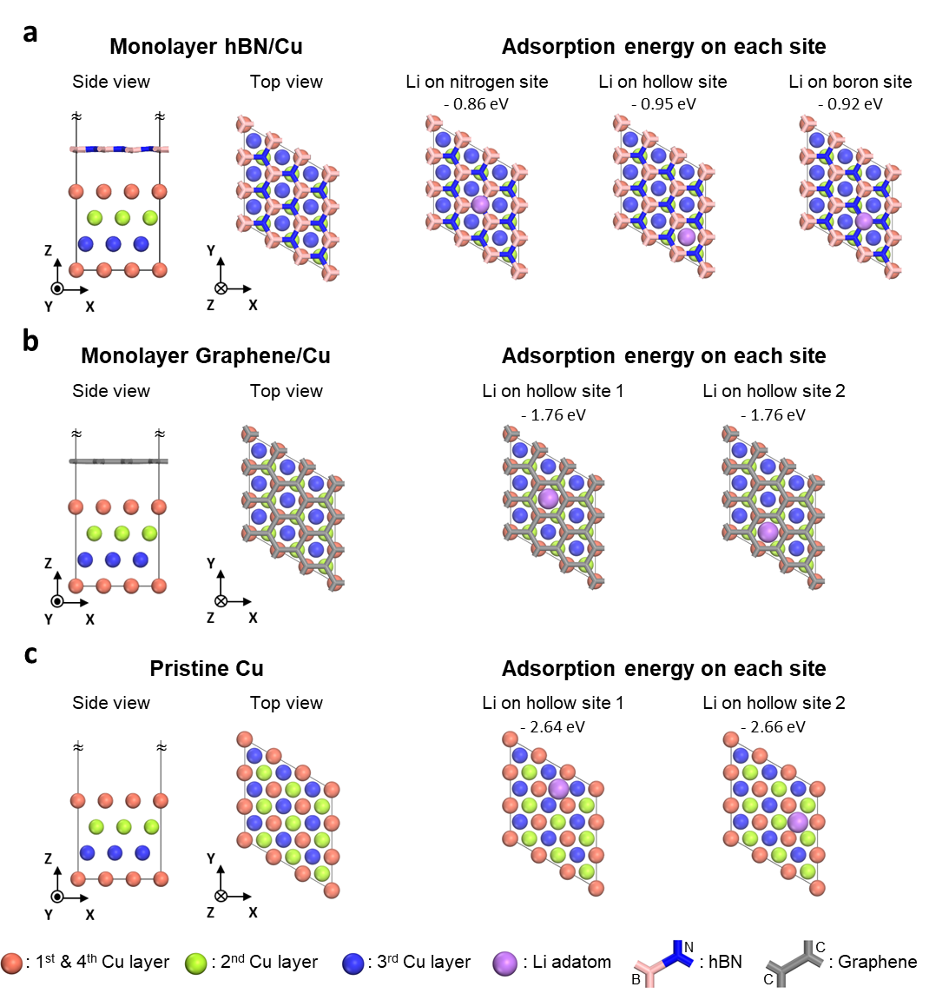 a
Monolayer hBN/Cu
Adsorption energy on each site
Side view
Top view
Li on nitrogen site
- 0.86 eV
Li on hollow site
- 0.95 eV
Li on boron site
- 0.92 eV
Z
Y
X
Y
Z
X
b
Monolayer Graphene/Cu
Adsorption energy on each site
Side view
Top view
Li on hollow site 1
- 1.76 eV
Li on hollow site 2
- 1.76 eV
Z
Y
X
Y
Z
X
c
Pristine Cu
Adsorption energy on each site
Side view
Top view
Li on hollow site 1
- 2.64 eV
Li on hollow site 2
- 2.66 eV
Z
Y
X
Y
Z
X
: 1st & 4th Cu layer
: 2nd Cu layer
: 3rd Cu layer
: Li adatom
B
N
: hBN
C
C
: Graphene